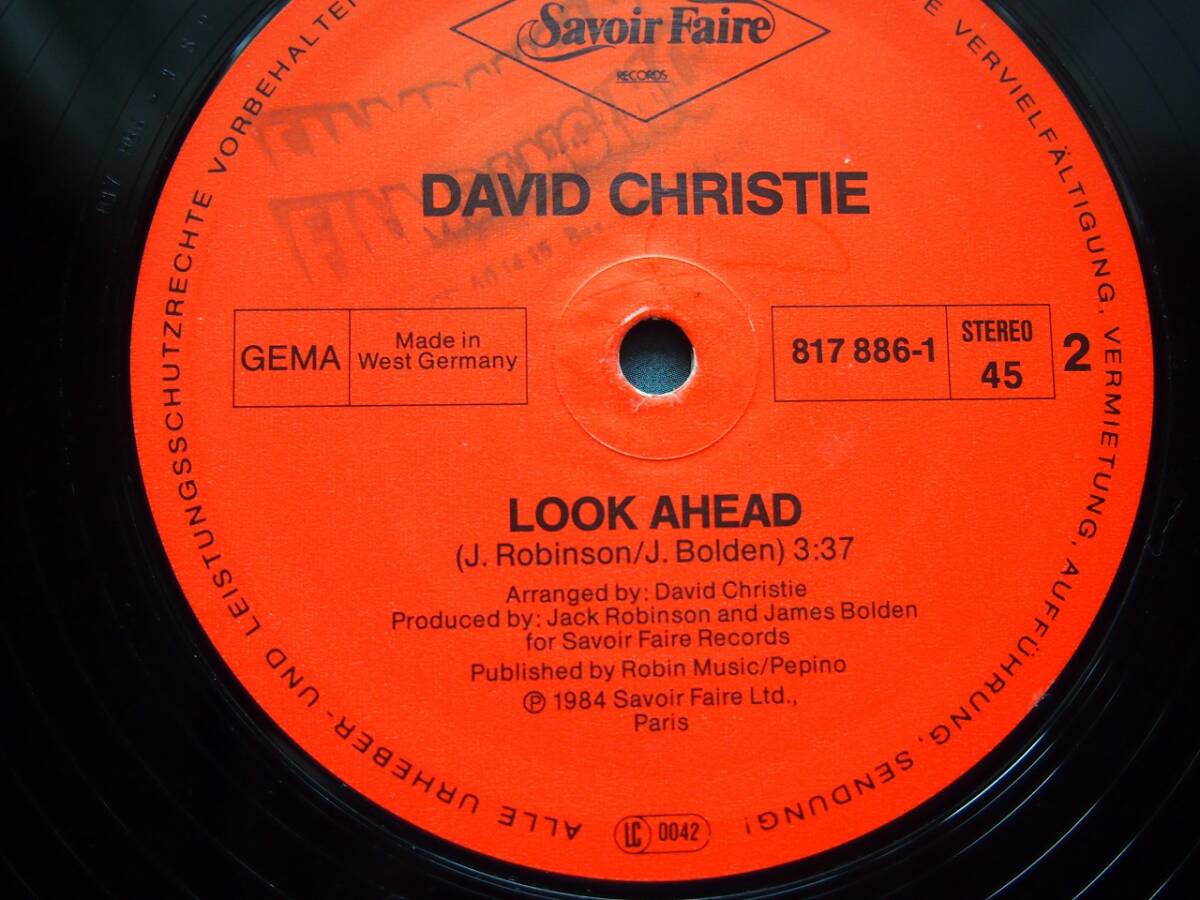 Savoir Faire
RECORDS
DAVID CHRISTIE
GEMA
Made in
West Germany
817 886-1
STEREO
45
2
LOOK AHEAD
(J. Robinson/J. Bolden) 3:37
Arranged by: David Christie
Produced by: Jack Robinson and James Bolden
for Savoir Faire Records
Published by Robin Music/Pepino
℗ 1984 Savoir Faire Ltd.,
Paris
LC 0042
ALLE URHEBER- UND LEISTUNGSSCHUTZRECHTE VORBEHALTEN
VERVIELFÄLTIGUNG, VERMIETUNG, AUFFÜHRUNG, SENDUNG!